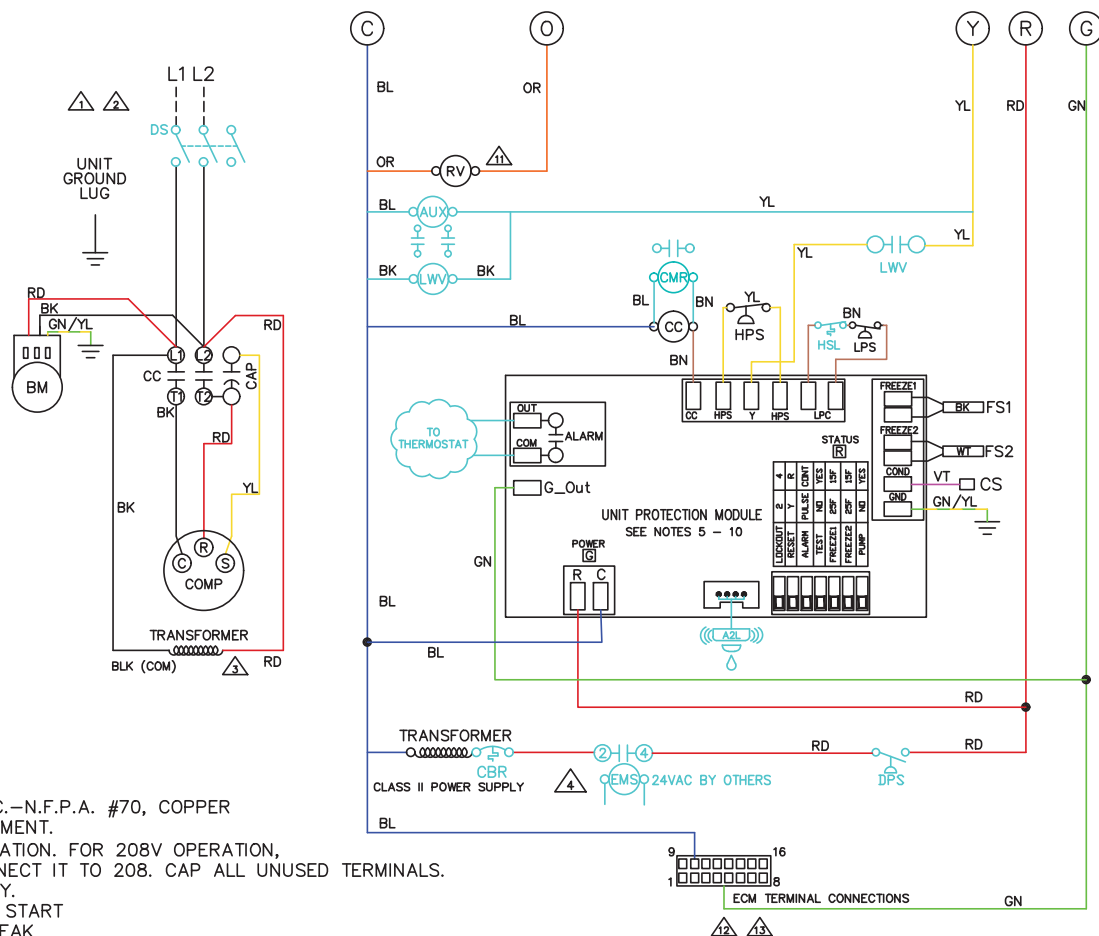 C O Y R G
L1 L2
1 2
DS
UNIT
GROUND
LUG
BL
OR
YL
RD
GN
OR
RV
11
BL
AUX
YL
BK
LWV
BK
YL
YL
LWV
CMR
BL
BN
YL
HPS
BL
CC
BN
BN
HSL
LPS
RD
BK
GN/YL
RD
BM
L1 L2
CC
CAP
T1 T2
BK
RD
YL
BK
R
C S
COMP
TRANSFORMER
BLK (COM)
3
RD
CC HPS Y HPS LPC
FREEZE1
BK
FS1
FREEZE2
WT
FS2
COND
VT
CS
GND
GN/YL
TO
THERMOSTAT
OUT
COM
ALARM
G_Out
STATUS
R
UNIT PROTECTION MODULE
SEE NOTES 5 – 10
LOCKOUT 2 4
RESET Y R
ALARM PULSE CONT
TEST NO YES
FREEZE1 25F 15F
FREEZE2 25F 15F
PUMP NO YES
POWER
G
R C
GN
A2L
BL
BL
RD
TRANSFORMER
CBR
CLASS II POWER SUPPLY
2 4
4
EMS
24VAC BY OTHERS
RD
DPS
RD
BL
9 16
1 8
ECM TERMINAL CONNECTIONS
GN
12 13
C.–N.F.P.A. #70, COPPER
MENT.
ATION. FOR 208V OPERATION,
NECT IT TO 208. CAP ALL UNUSED TERMINALS.
Y.
START
EAK